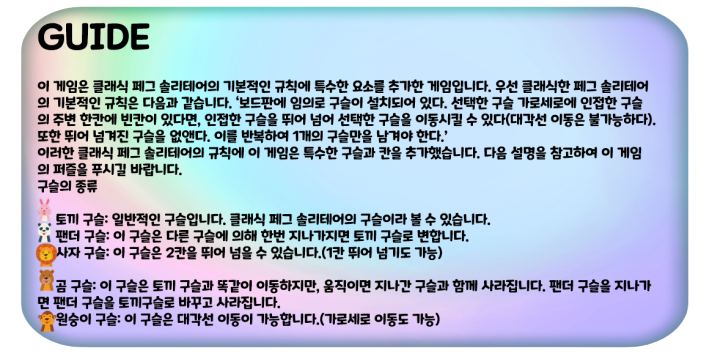 GUIDE
이 게임은 클래식 페그 솔리테어의 기본적인 규칙에 특수한 요소를 추가한 게임입니다. 우선 클래식한 페그 솔리테어
의 기본적인 규칙은 다음과 같습니다. '보드판에 임의로 구슬이 설치되어 있다. 선택한 구슬 가로세로에 인접한 구슬
의 주변 한칸에 빈칸이 있다면, 인접한 구슬을 뛰어 넘어 선택한 구슬을 이동시킬 수 있다(대각선 이동은 불가능하다).
또한 뛰어 넘겨진 구슬을 없앤다. 이를 반복하여 1개의 구슬만을 남겨야 한다.'
이러한 클래식 페그 솔리테어의 규칙에 이 게임은 특수한 구슬과 칸을 추가했습니다. 다음 설명을 참고하여 이 게임
의 퍼즐을 푸시길 바랍니다.
구슬의 종류
토끼 구슬: 일반적인 구슬입니다. 클래식 페그 솔리테어의 구슬이라 볼 수 있습니다.
팬더 구슬: 이 구슬은 다른 구슬에 의해 한번 지나가지면 토끼 구슬로 변합니다.
사자 구슬: 이 구슬은 2칸을 뛰어 넘을 수 있습니다.(1칸 뛰어 넘기도 가능)
곰 구슬: 이 구슬은 토끼 구슬과 똑같이 이동하지만, 움직이면 지나간 구슬과 함께 사라집니다. 팬더 구슬을 지나가
면 팬더 구슬을 토끼구슬로 바꾸고 사라집니다.
원숭이 구슬: 이 구슬은 대각선 이동이 가능합니다.(가로세로 이동도 가능)